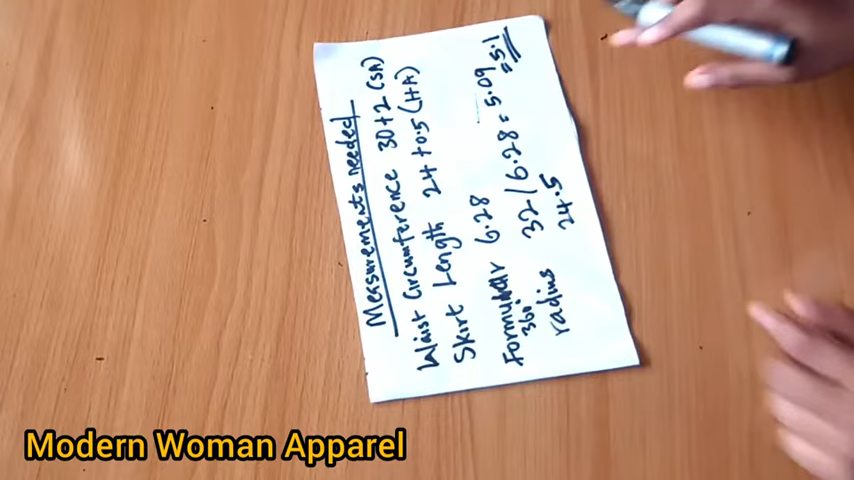 Measurements needed
Waist Circumference 30+2 (SA)
Skirt Length 24+0.5 (HA)
Formular 6.28
360° 32/6.28 = 5.09 = 5.1
radius 24.5
Modern Woman Apparel